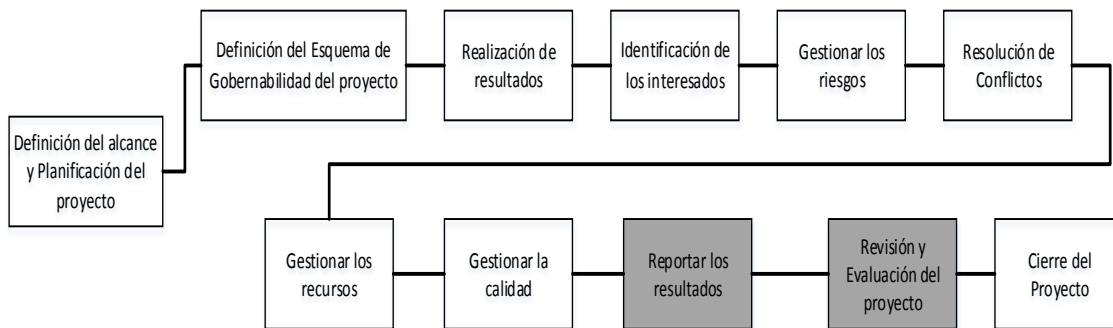 Definición del alcance
y Planificación del
proyecto
Definición del Esquema de
Gobernabilidad del proyecto
Realización de
resultados
Identificación de
los interesados
Gestionar los
riesgos
Resolución de
Conflictos
Gestionar los
recursos
Gestionar la
calidad
Reportar los
resultados
Revisión y
Evaluación del
proyecto
Cierre del
Proyecto